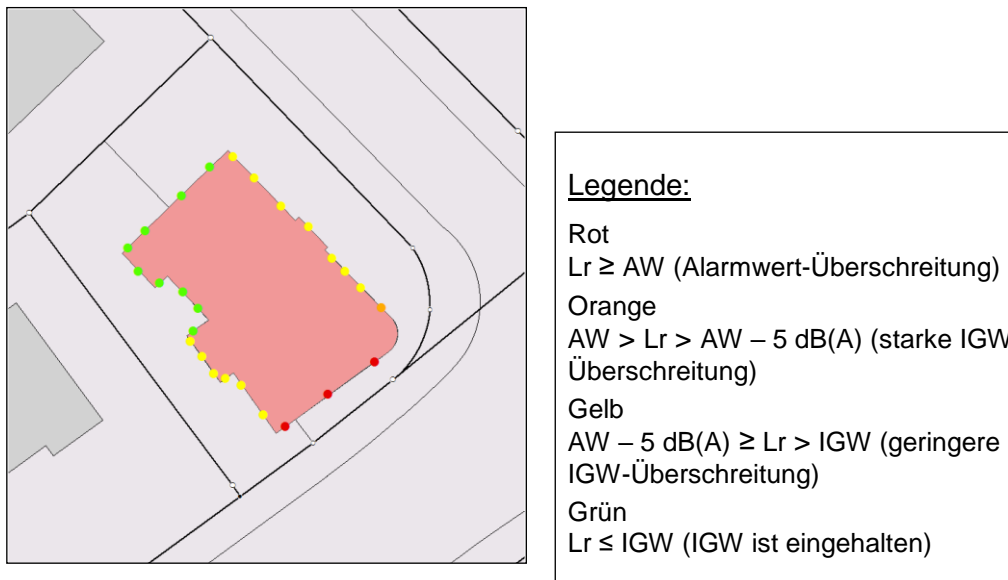 Legende:
Rot
Lr ≥ AW (Alarmwert-Überschreitung)
Orange
AW > Lr > AW – 5 dB(A) (starke IGW
Überschreitung)
Gelb
AW – 5 dB(A) ≥ Lr > IGW (geringere
IGW-Überschreitung)
Grün
Lr ≤ IGW (IGW ist eingehalten)